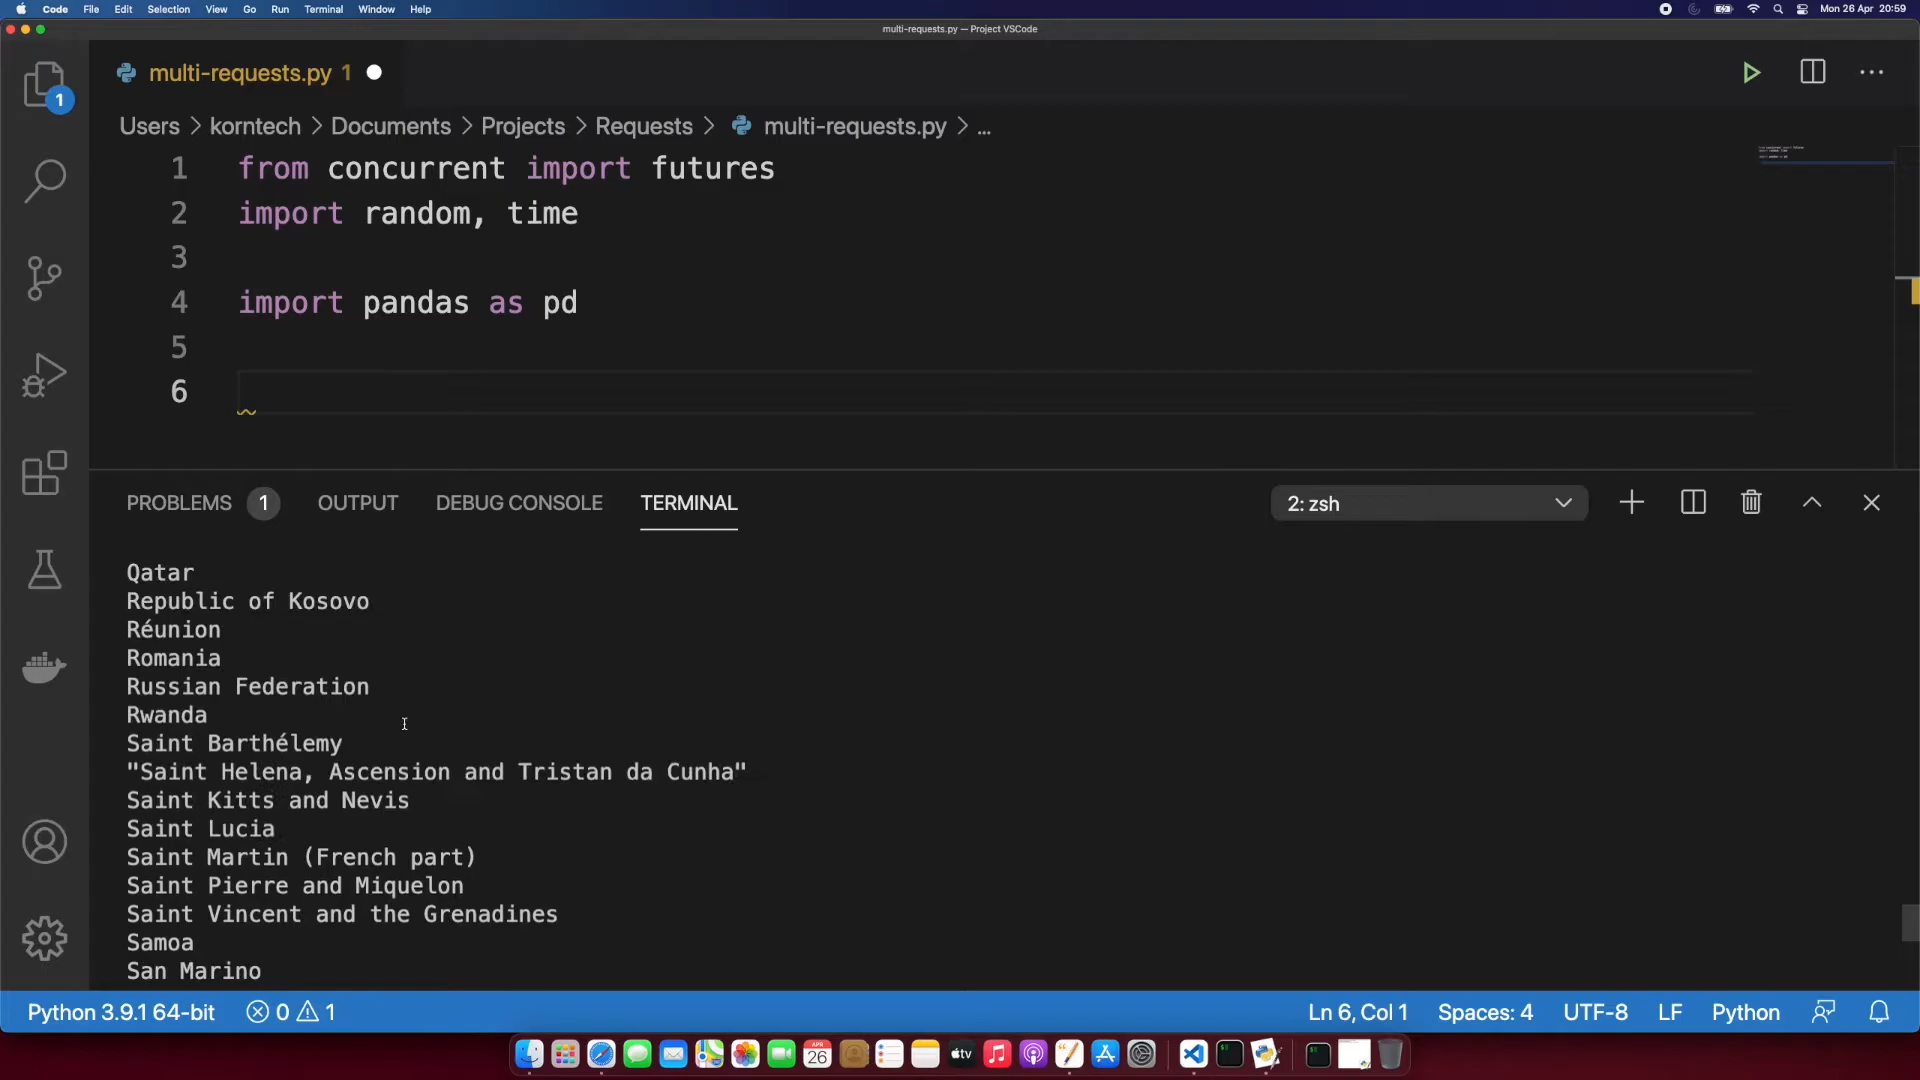 Code File Edit Selection View Go Run Terminal Window Help Mon 26 Apr 20:59
multi-requests.py — Project VSCode
multi-requests.py 1
1
Users > korntech > Documents > Projects > Requests > multi-requests.py > ...
1 from concurrent import futures
2 import random, time
3
4 import pandas as pd
5
6
PROBLEMS 1 OUTPUT DEBUG CONSOLE TERMINAL 2: zsh
Qatar
Republic of Kosovo
Réunion
Romania
Russian Federation
Rwanda
Saint Barthélemy
"Saint Helena, Ascension and Tristan da Cunha"
Saint Kitts and Nevis
Saint Lucia
Saint Martin (French part)
Saint Pierre and Miquelon
Saint Vincent and the Grenadines
Samoa
San Marino
Python 3.9.1 64-bit 0 1 Ln 6, Col 1 Spaces: 4 UTF-8 LF Python
APR
26
tv